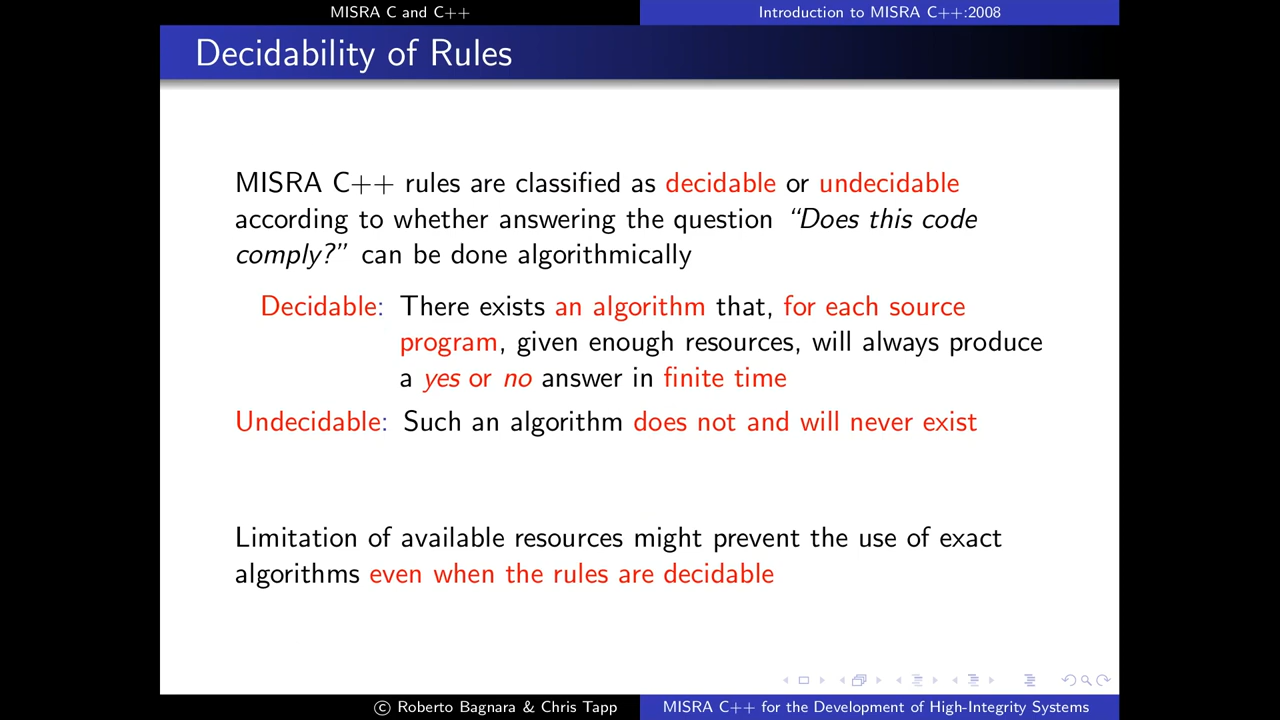 MISRA C and C++
Introduction to MISRA C++:2008
Decidability of Rules
MISRA C++ rules are classified as decidable or undecidable
according to whether answering the question “Does this code
comply?” can be done algorithmically
Decidable: There exists an algorithm that, for each source
program, given enough resources, will always produce
a yes or no answer in finite time
Undecidable: Such an algorithm does not and will never exist
Limitation of available resources might prevent the use of exact
algorithms even when the rules are decidable
© Roberto Bagnara & Chris Tapp
MISRA C++ for the Development of High-Integrity Systems